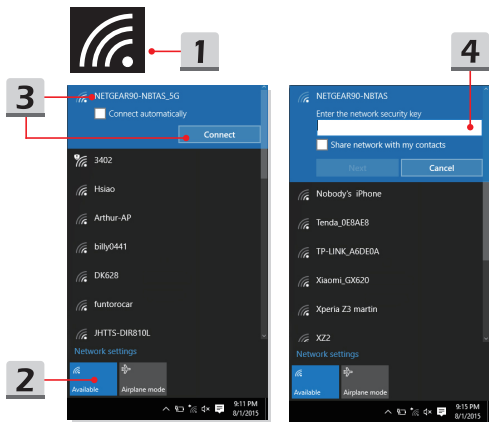 1
3
NETGEAR90-NBTAS_5G
Connect automatically
Connect
3402
Hsiao
Arthur-AP
billy0441
DK628
funtorocar
JHTTS-DIR810L
Network settings
2
Available
Airplane mode
9:11 PM
8/1/2015
4
NETGEAR90-NBTAS
Enter the network security key
Share network with my contacts
Next
Cancel
Nobody's iPhone
Tenda_0E8AE8
TP-LINK_A6DE0A
Xiaomi_GX620
Xperia Z3 martin
XZ2
Network settings
Available
Airplane mode
9:15 PM
8/1/2015